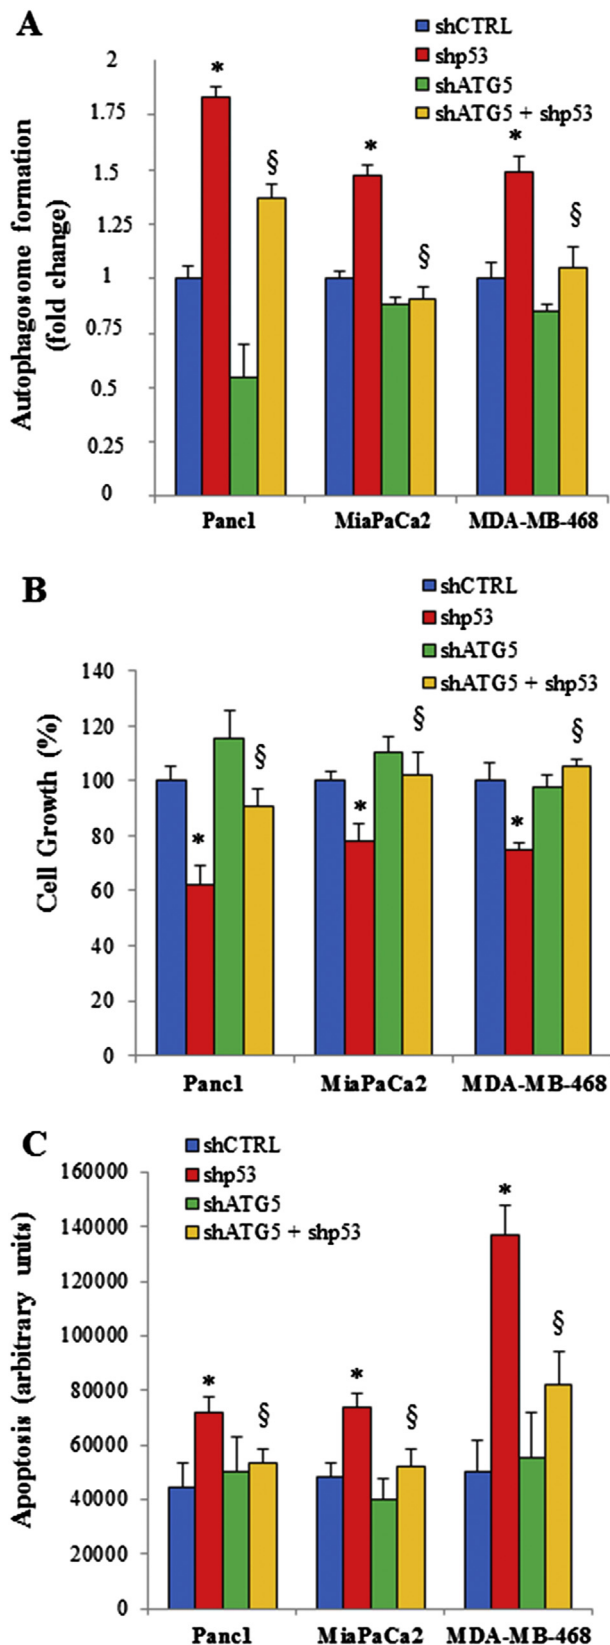 A
shCTRL
shp53
shATG5
shATG5 + shp53
Autophagosome formation
(fold change)
2
1.75
1.5
1.25
1
0.75
0.5
0.25
0
*
§
*
§
*
§
Panc1
MiaPaCa2
MDA-MB-468
B
shCTRL
shp53
shATG5
shATG5 + shp53
Cell Growth (%)
140
120
100
80
60
40
20
0
*
§
*
§
*
§
Panc1
MiaPaCa2
MDA-MB-468
C
shCTRL
shp53
shATG5
shATG5 + shp53
Apoptosis (arbitrary units)
160000
140000
120000
100000
80000
60000
40000
20000
0
*
§
*
§
*
§
Panc1
MiaPaCa2
MDA-MB-468